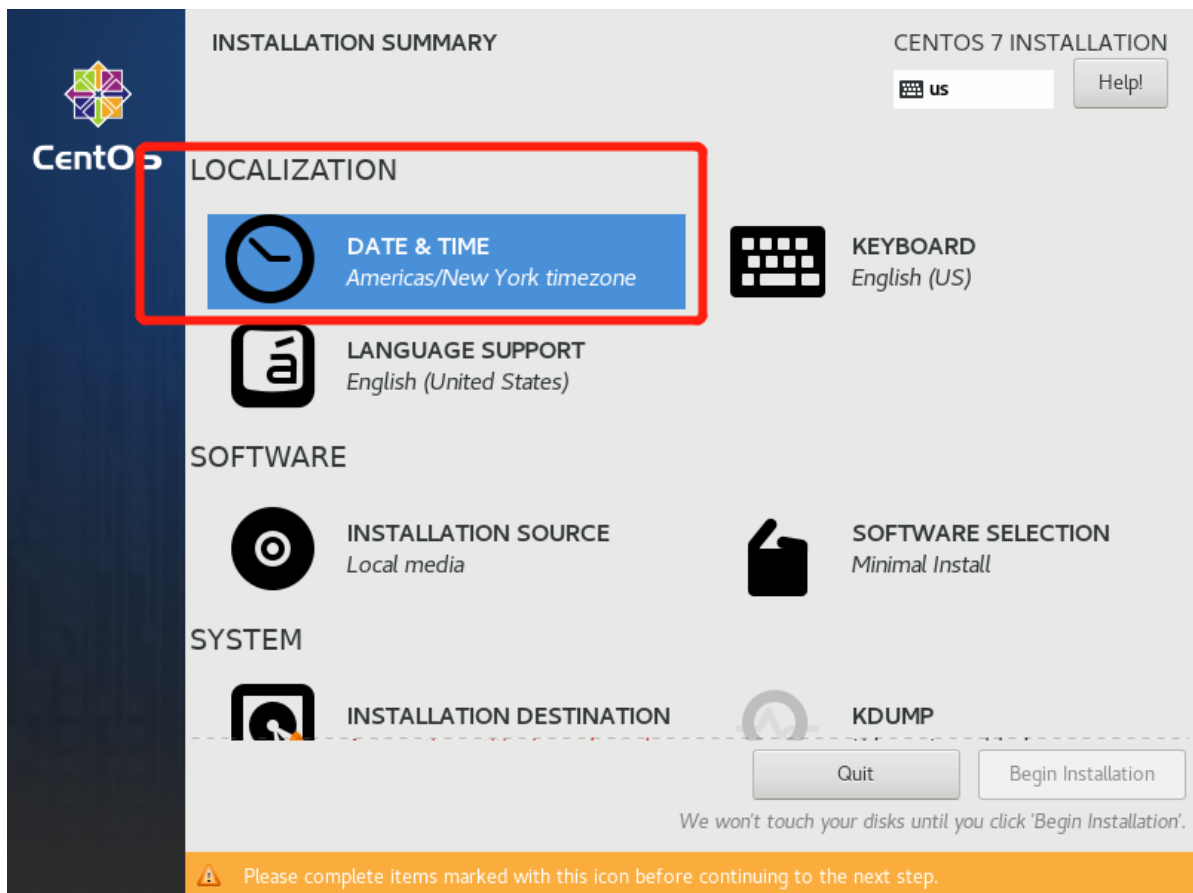 INSTALLATION SUMMARY
CENTOS 7 INSTALLATION
us
Help!
CentOS
LOCALIZATION
DATE & TIME
Americas/New York timezone
KEYBOARD
English (US)
á
LANGUAGE SUPPORT
English (United States)
SOFTWARE
INSTALLATION SOURCE
Local media
SOFTWARE SELECTION
Minimal Install
SYSTEM
INSTALLATION DESTINATION
KDUMP
Quit
Begin Installation
We won't touch your disks until you click 'Begin Installation'.
Please complete items marked with this icon before continuing to the next step.